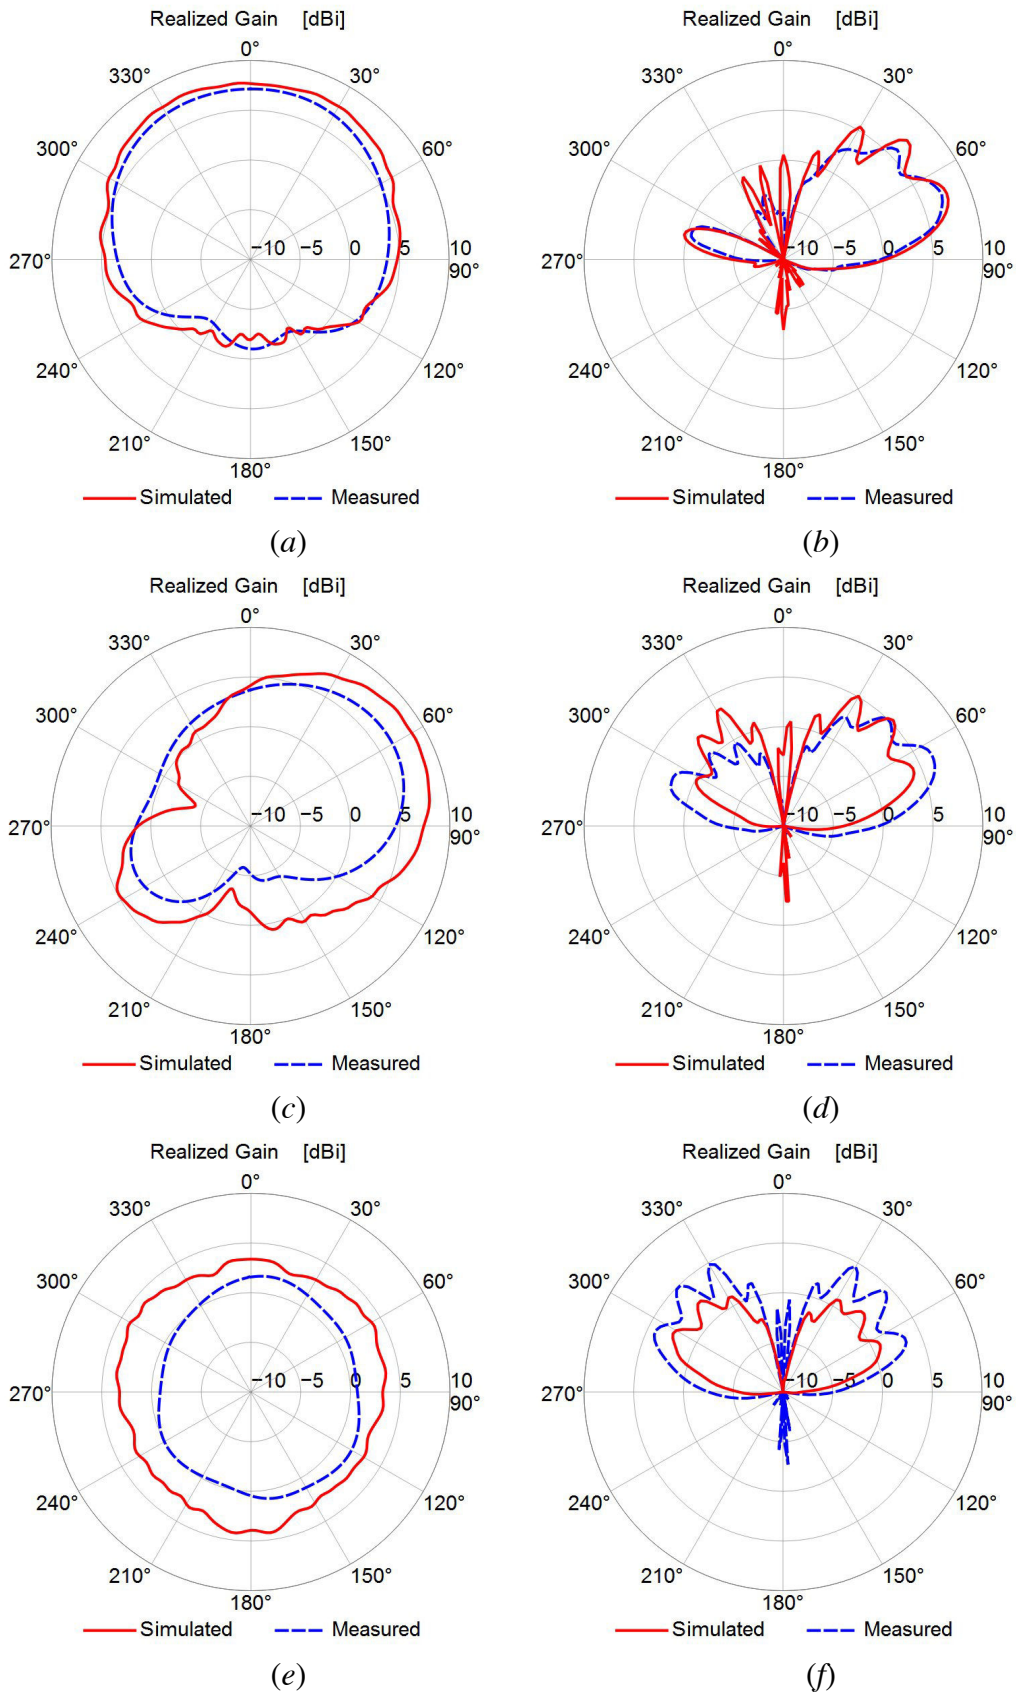 Realized Gain [dBi] Realized Gain [dBi]
0° 0°
330° 30° 330° 30°
300° 60° 300° 60°
−10 −5 0 5 10 −10 −5 0 5 10
270° 90° 270° 90°
240° 120° 240° 120°
210° 150° 210° 150°
180° 180°
Simulated Measured Simulated Measured
(a) (b)
Realized Gain [dBi] Realized Gain [dBi]
0° 0°
330° 30° 330° 30°
300° 60° 300° 60°
−10 −5 0 5 10 −10 −5 0 5 10
270° 90° 270° 90°
240° 120° 240° 120°
210° 150° 210° 150°
180° 180°
Simulated Measured Simulated Measured
(c) (d)
Realized Gain [dBi] Realized Gain [dBi]
0° 0°
330° 30° 330° 30°
300° 60° 300° 60°
−10 −5 0 5 10 −10 −5 0 5 10
270° 90° 270° 90°
240° 120° 240° 120°
210° 150° 210° 150°
180° 180°
Simulated Measured Simulated Measured
(e) (f)